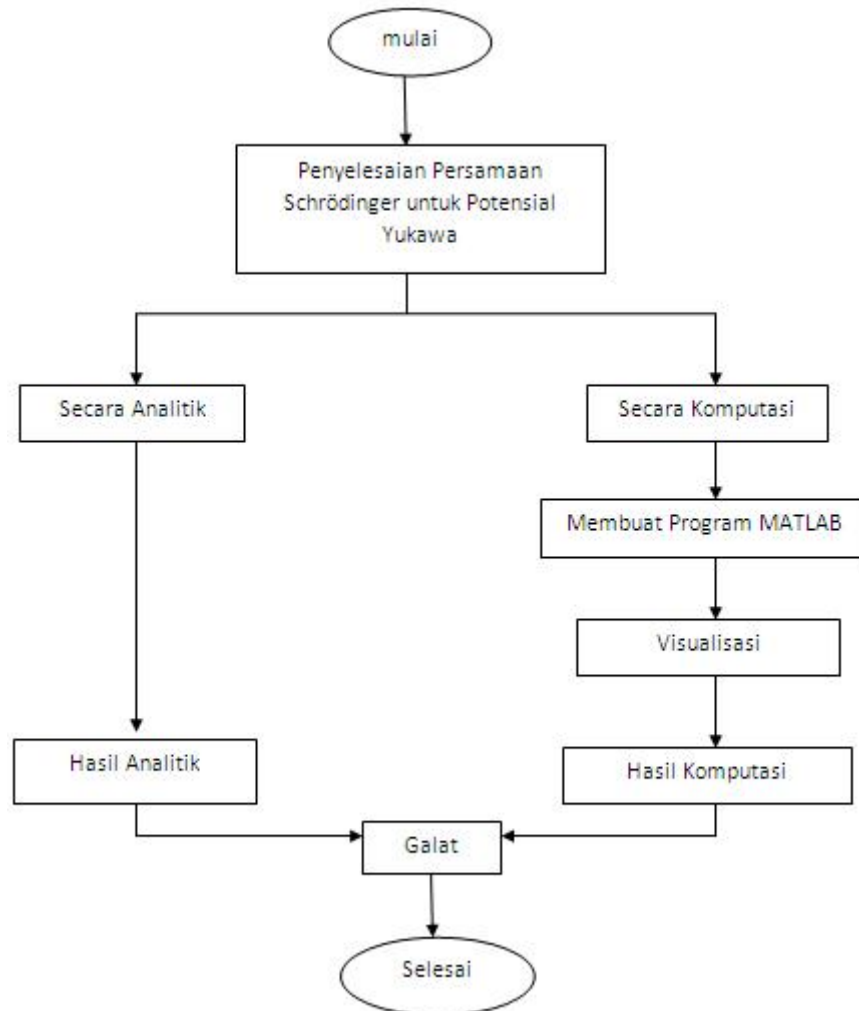 mulai
Penyelesaian Persamaan
Schrödinger untuk Potensial
Yukawa
Secara Analitik
Secara Komputasi
Membuat Program MATLAB
Visualisasi
Hasil Analitik
Hasil Komputasi
Galat
Selesai